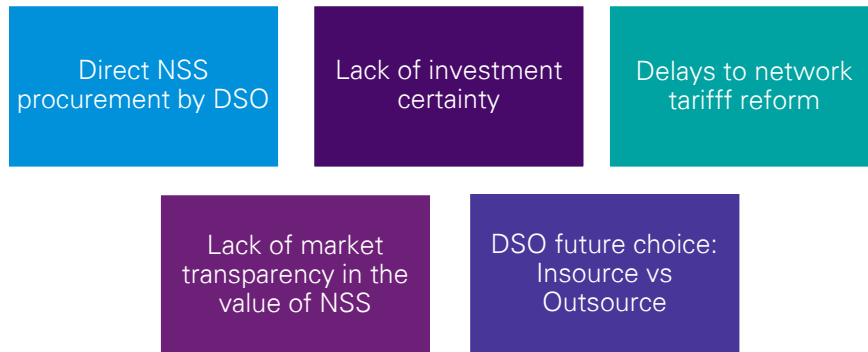 Direct NSS
procurement by DSO
Lack of investment
certainty
Delays to network
tarifff reform
Lack of market
transparency in the
value of NSS
DSO future choice:
Insource vs
Outsource